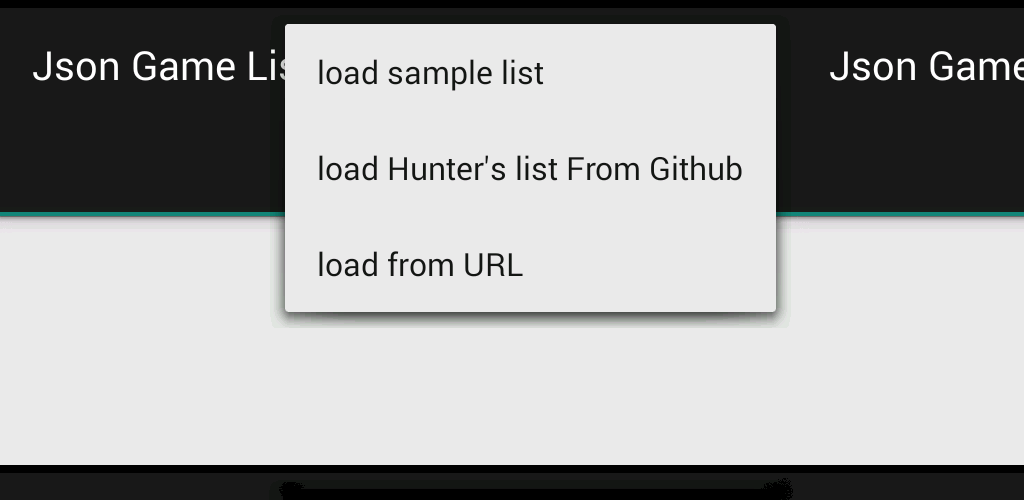 Json Game Lis
load sample list
load Hunter's list From Github
load from URL
Json Game